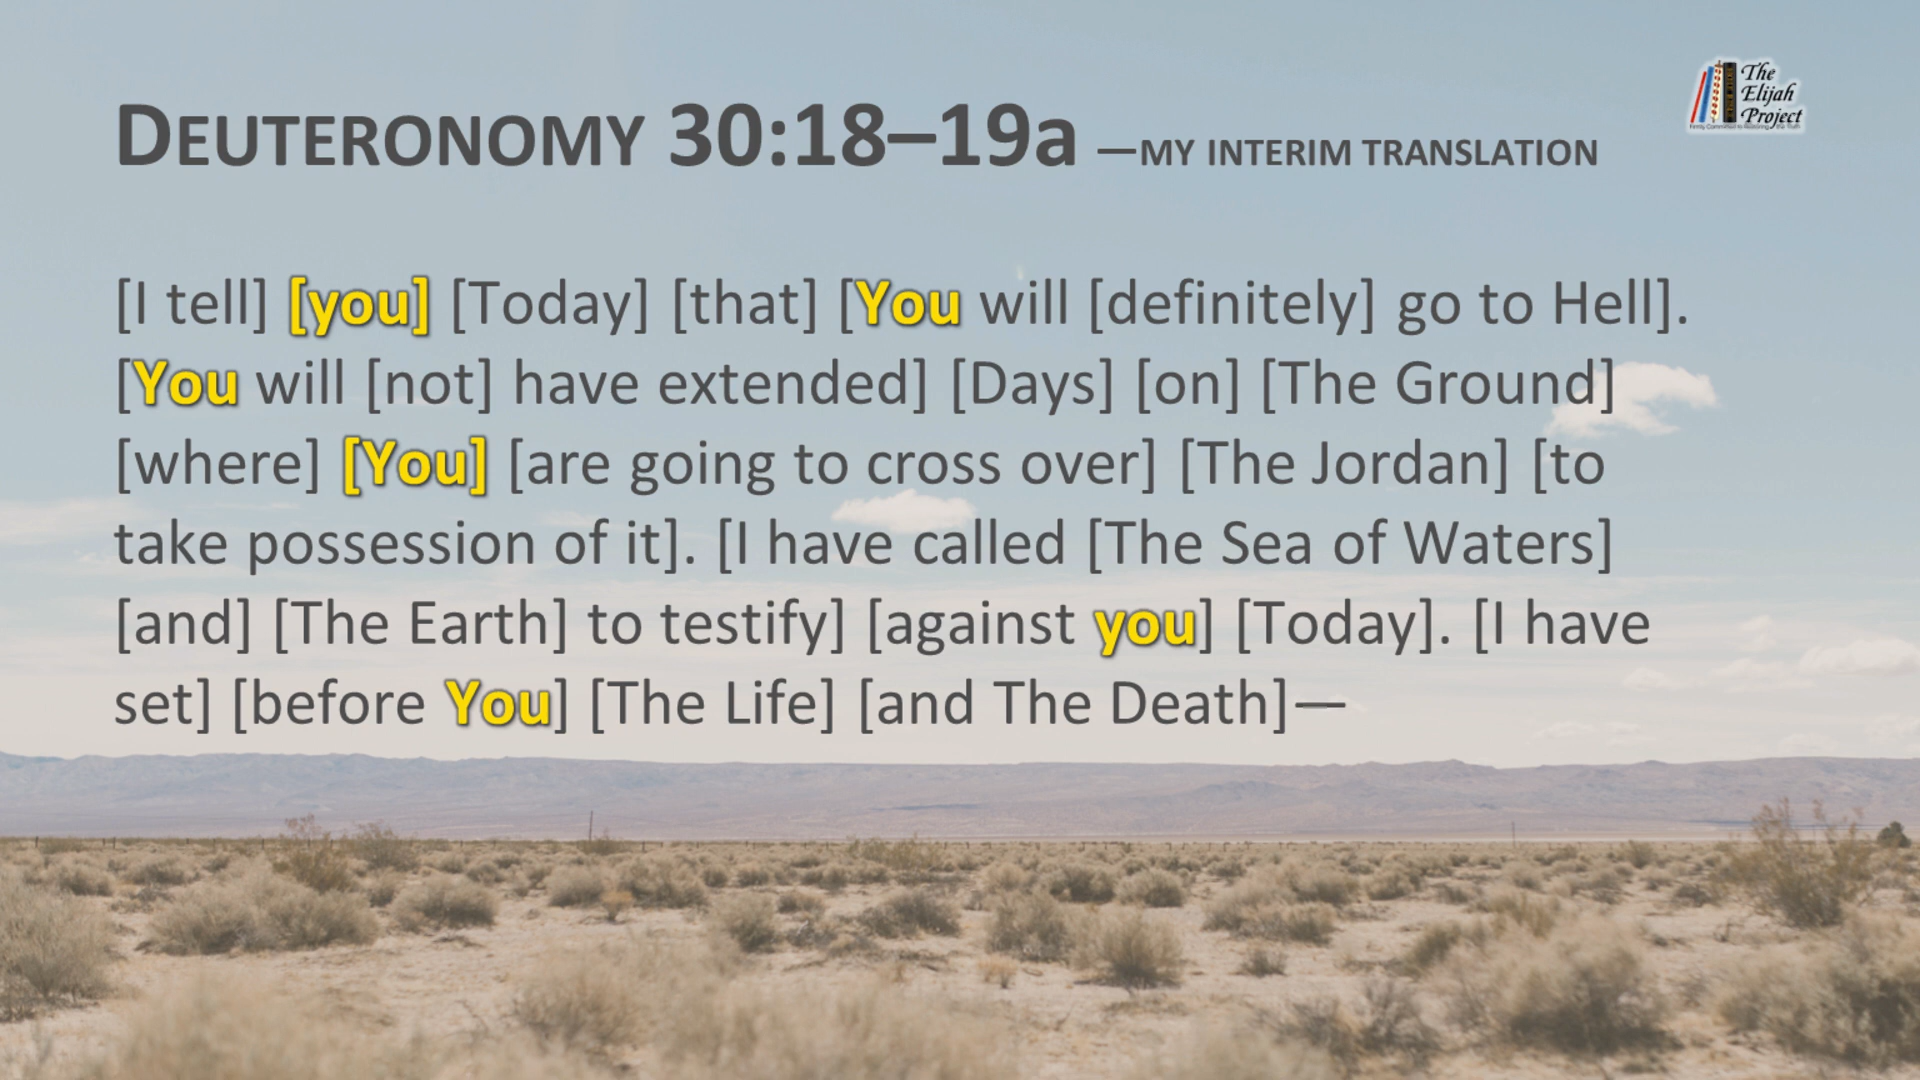 The
Elijah
Project
DEUTERONOMY 30:18–19a —MY INTERIM TRANSLATION
[I tell] [you] [Today] [that] [You will [definitely] go to Hell].
[You will [not] have extended] [Days] [on] [The Ground]
[where] [You] [are going to cross over] [The Jordan] [to
take possession of it]. [I have called [The Sea of Waters]
[and] [The Earth] to testify] [against you] [Today]. [I have
set] [before You] [The Life] [and The Death]—